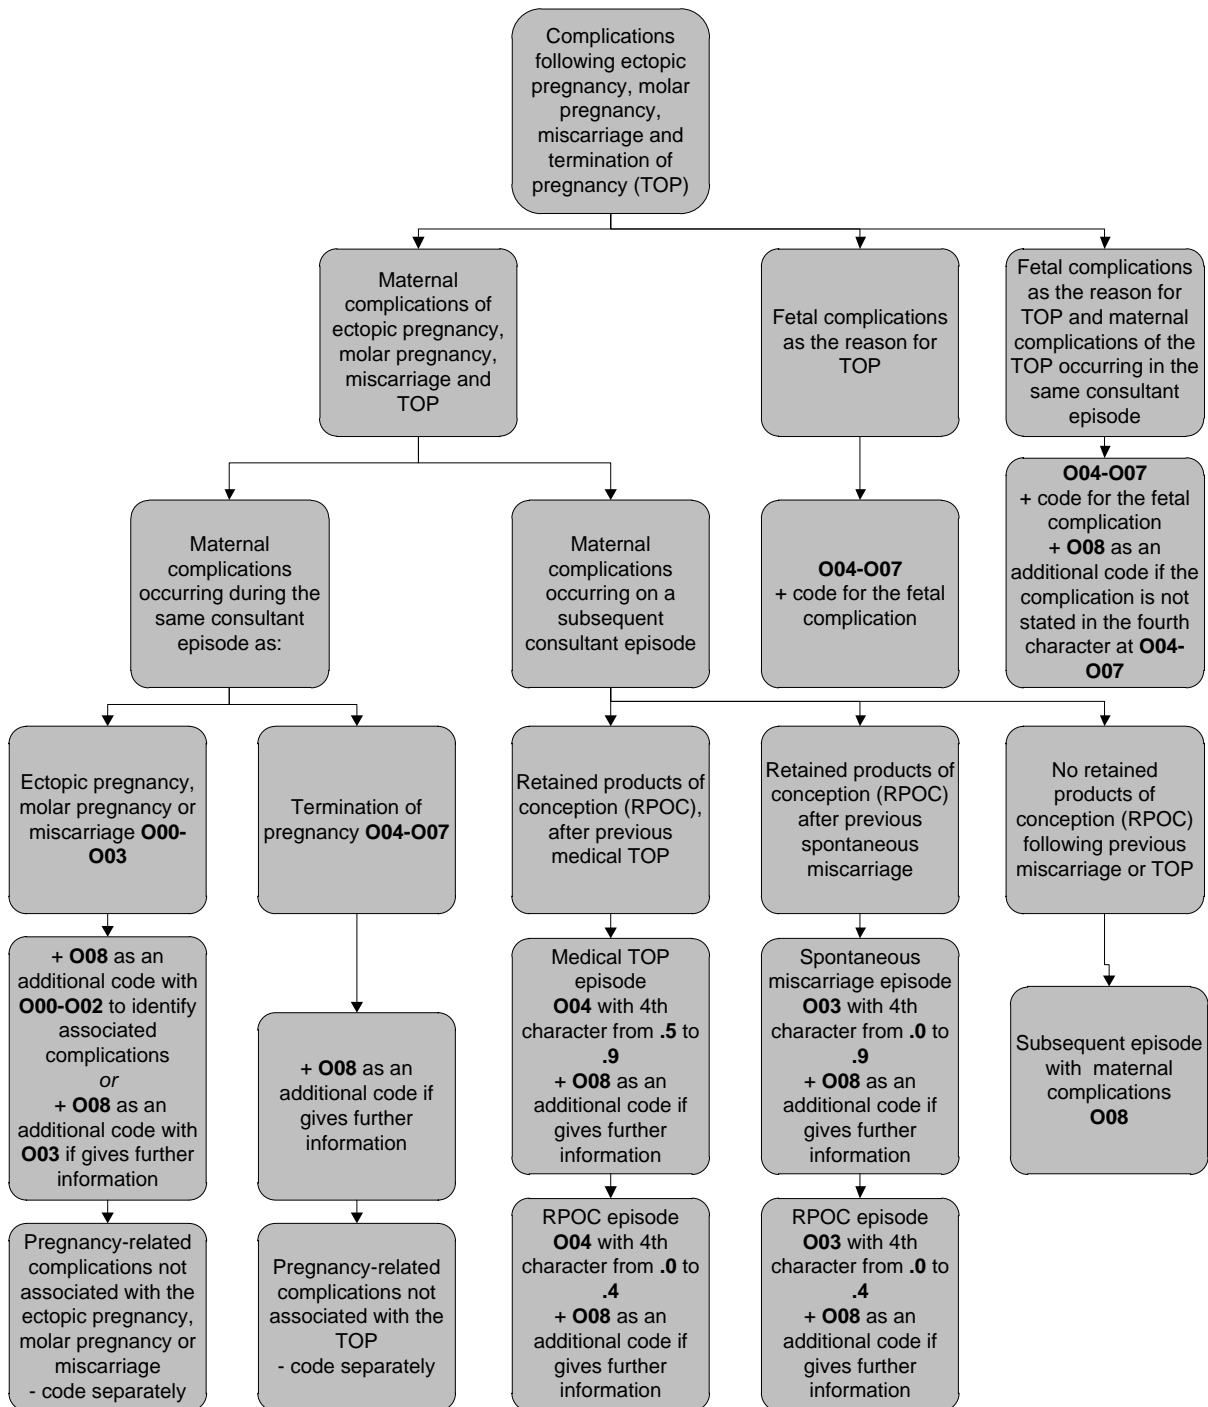 Complications
following ectopic
pregnancy, molar
pregnancy,
miscarriage and
termination of
pregnancy (TOP)
Maternal
complications of
ectopic pregnancy,
molar pregnancy,
miscarriage and
TOP
Fetal complications
as the reason for
TOP
Fetal complications
as the reason for
TOP and maternal
complications of the
TOP occurring in the
same consultant
episode
Maternal
complications
occurring during the
same consultant
episode as:
Maternal
complications
occurring on a
subsequent
consultant episode
O04-O07
+ code for the fetal
complication
O04-O07
+ code for the fetal
complication
+ O08 as an
additional code if the
complication is not
stated in the fourth
character at O04-
O07
Ectopic pregnancy,
molar pregnancy or
miscarriage O00-
O03
Termination of
pregnancy O04-O07
Retained products of
conception (RPOC),
after previous
medical TOP
Retained products of
conception (RPOC)
after previous
spontaneous
miscarriage
No retained
products of
conception (RPOC)
following previous
miscarriage or TOP
+ O08 as an
additional code with
O00-O02 to identify
associated
complications
or
+ O08 as an
additional code with
O03 if gives further
information
+ O08 as an
additional code if
gives further
information
Medical TOP
episode
O04 with 4th
character from .5 to
.9
+ O08 as an
additional code if
gives further
information
Spontaneous
miscarriage episode
O03 with 4th
character from .0 to
.9
+ O08 as an
additional code if
gives further
information
Subsequent episode
with maternal
complications
O08
Pregnancy-related
complications not
associated with the
ectopic pregnancy,
molar pregnancy or
miscarriage
- code separately
Pregnancy-related
complications not
associated with the
TOP
- code separately
RPOC episode
O04 with 4th
character from .0 to
.4
+ O08 as an
additional code if
gives further
information
RPOC episode
O03 with 4th
character from .0 to
.4
+ O08 as an
additional code if
gives further
information